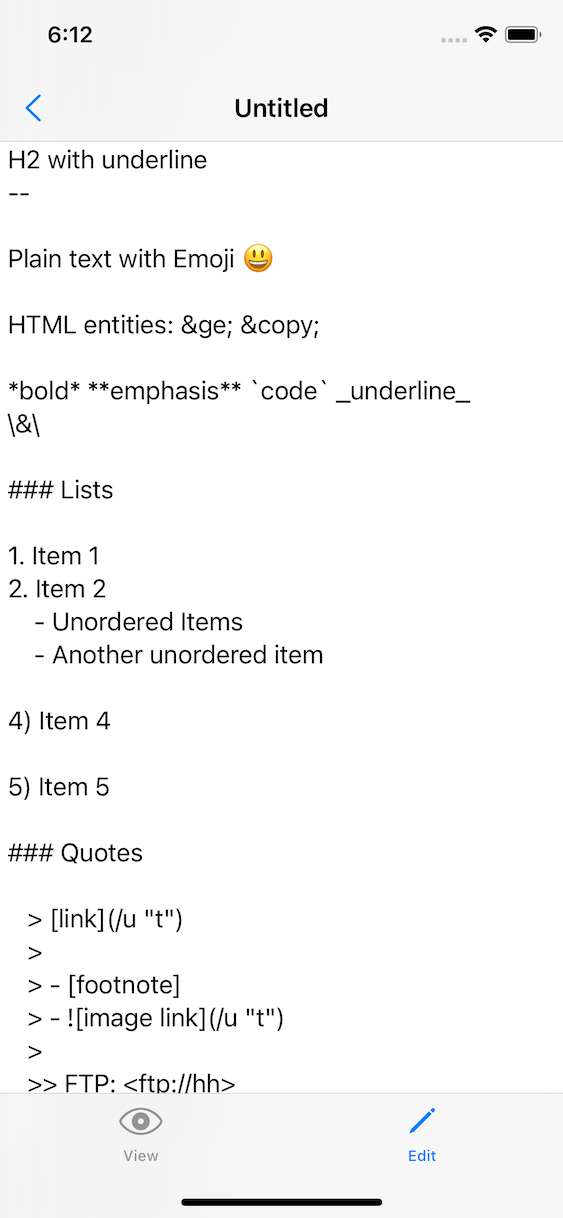 6:12
Untitled
H2 with underline
--
Plain text with Emoji 😃
HTML entities: &ge; &copy;
*bold* **emphasis** `code` _underline_
\&\
### Lists
1. Item 1
2. Item 2
    - Unordered Items
    - Another unordered item
4) Item 4
5) Item 5
### Quotes
   > [link](/u "t")
   >
   > - [footnote]
   > - ![image link](/u "t")
   >
   >> FTP: <ftp://hh>
View
Edit